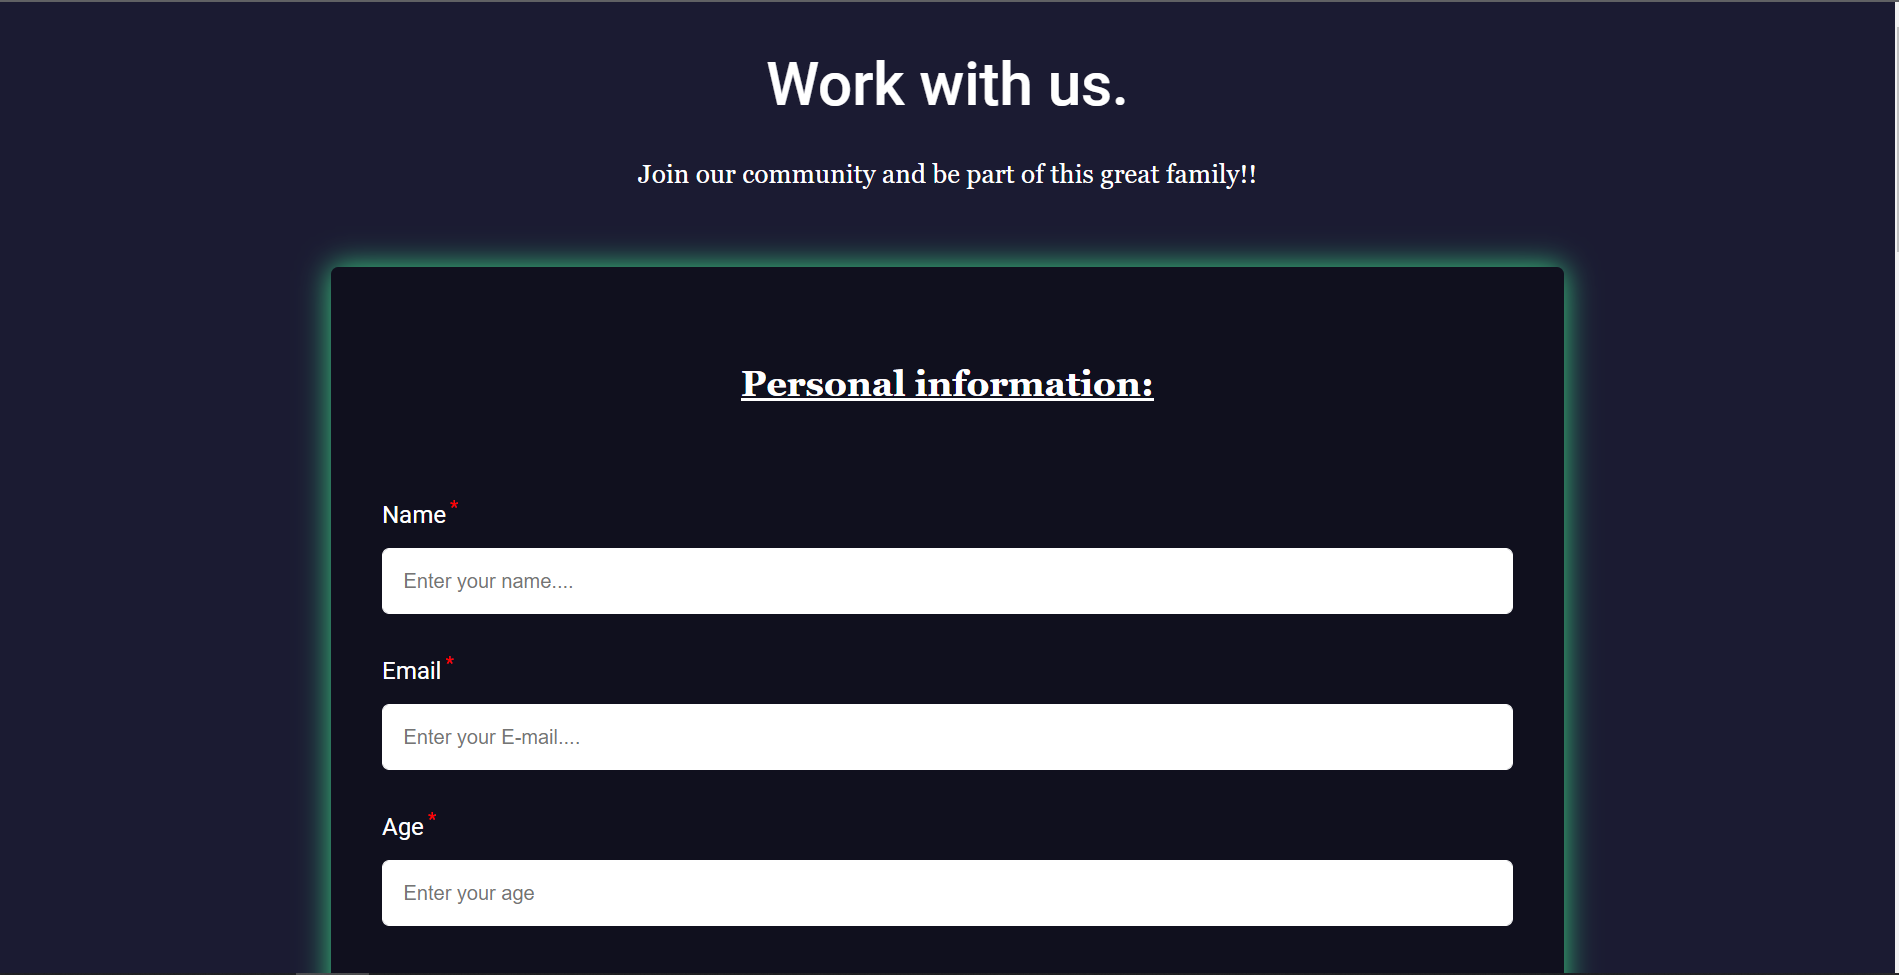 Work with us.
Join our community and be part of this great family!!
Personal information:
Name *
Enter your name....
Email *
Enter your E-mail....
Age *
Enter your age